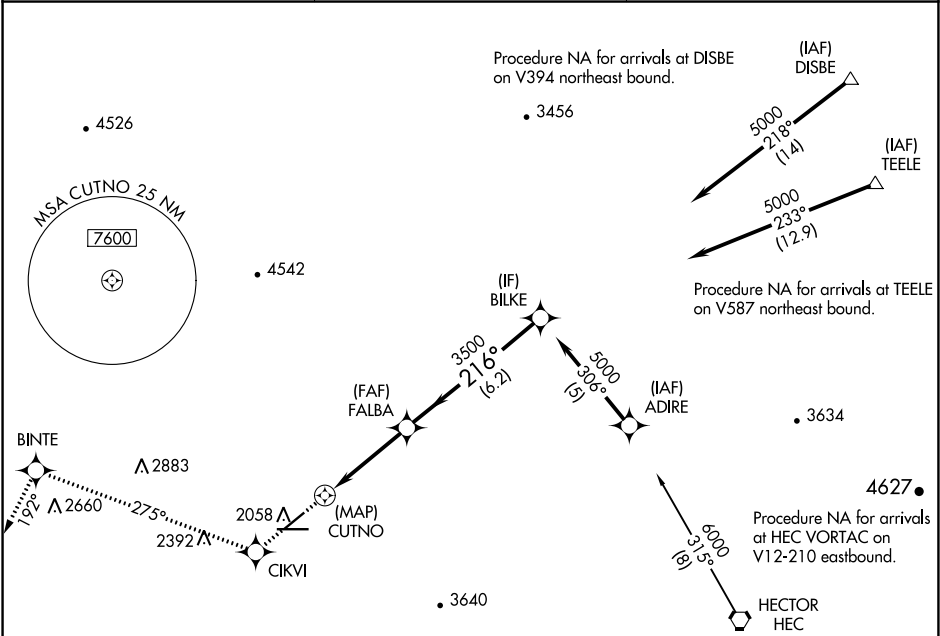 Procedure NA for arrivals at DISBE
on V394 northeast bound.
(IAF)
DISBE
4526
3456
5000
218°
(14)
(IAF)
TEELE
MSA CUTNO 25 NM
7600
5000
233°
(12.9)
4542
Procedure NA for arrivals at TEELE
on V587 northeast bound.
(IF)
BILKE
3500
216°
(6.2)
5000
306°
(5)
(FAF)
FALBA
(IAF)
ADIRE
3634
BINTE
2883
4627
192°
2660
275°
2058
(MAP)
CUTNO
2392
CIKVI
Procedure NA for arrivals
at HEC VORTAC on
V12-210 eastbound.
6000
315°
(8)
3640
HECTOR
HEC